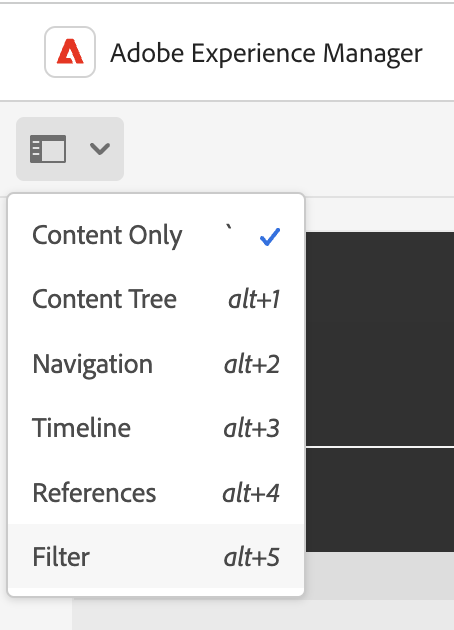 Adobe Experience Manager
Content Only `
Content Tree alt+1
Navigation alt+2
Timeline alt+3
References alt+4
Filter alt+5